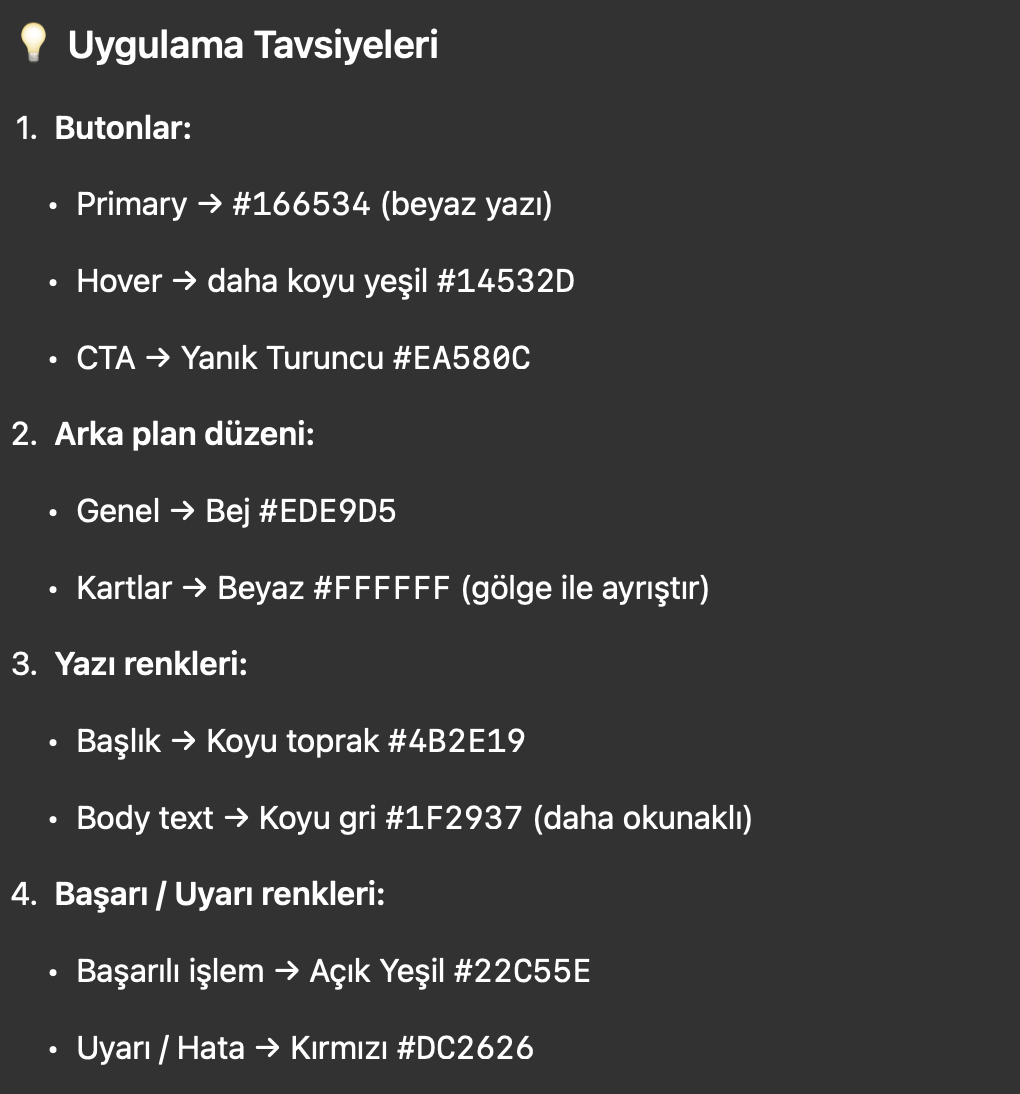 💡 Uygulama Tavsiyeleri
1. Butonlar:
• Primary → #166534 (beyaz yazı)
• Hover → daha koyu yeşil #14532D
• CTA → Yanık Turuncu #EA580C
2. Arka plan düzeni:
• Genel → Bej #EDE9D5
• Kartlar → Beyaz #FFFFFF (gölge ile ayrıştır)
3. Yazı renkleri:
• Başlık → Koyu toprak #4B2E19
• Body text → Koyu gri #1F2937 (daha okunaklı)
4. Başarı / Uyarı renkleri:
• Başarılı işlem → Açık Yeşil #22C55E
• Uyarı / Hata → Kırmızı #DC2626